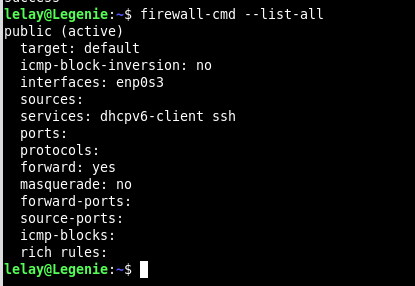 success
lelay@Legenie:~$ firewall-cmd --list-all
public (active)
  target: default
  icmp-block-inversion: no
  interfaces: enp0s3
  sources:
  services: dhcpv6-client ssh
  ports:
  protocols:
  forward: yes
  masquerade: no
  forward-ports:
  source-ports:
  icmp-blocks:
  rich rules:
lelay@Legenie:~$